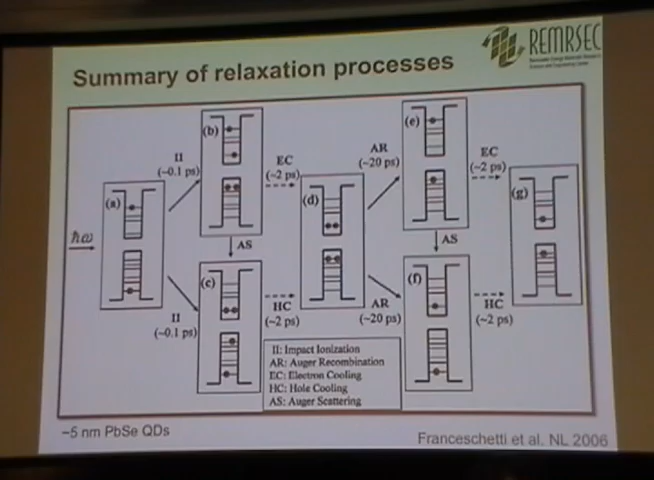 REMRSEC
Summary of relaxation processes
(a)
ħω
II
(~0.1 ps)
II
(~0.1 ps)
(b)
(c)
AS
EC
(~2 ps)
HC
(~2 ps)
(d)
AR
(~20 ps)
AR
(~20 ps)
(e)
(f)
AS
EC
(~2 ps)
HC
(~2 ps)
(g)
II: Impact Ionization
AR: Auger Recombination
EC: Electron Cooling
HC: Hole Cooling
AS: Auger Scattering
~5 nm PbSe QDs
Franceschetti et al. NL 2006